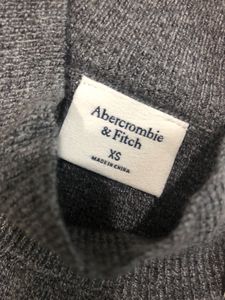 Abercrombie
& Fitch
XS
MADE IN CHINA